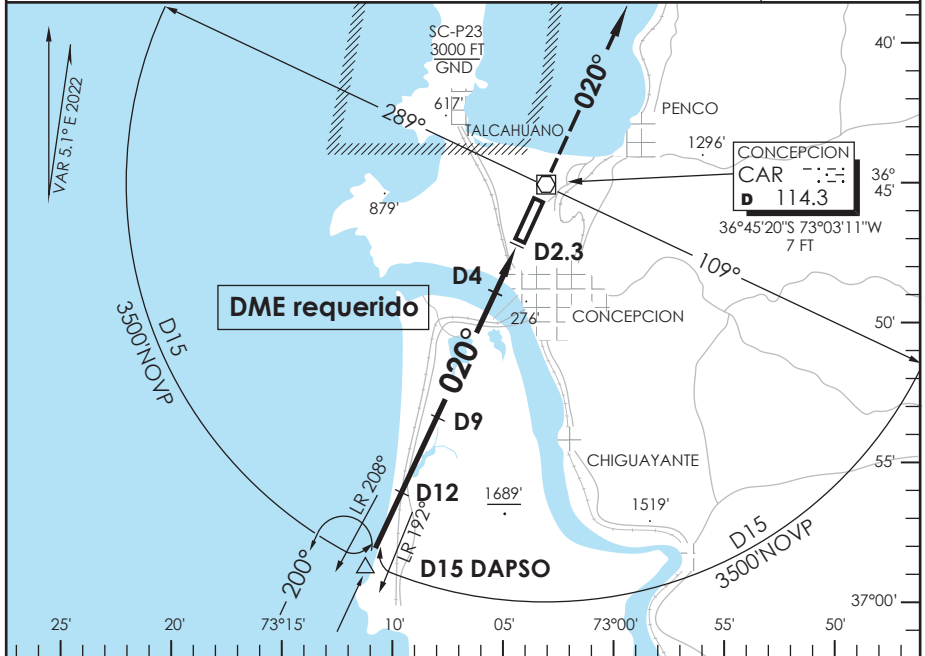 SC-P23
3000 FT
GND
40'
020°
PENCO
617'
289°
TALCAHUANO
1296'
VAR 5.1° E 2022
CONCEPCION
CAR
D 114.3
36°
45'
36°45'20"S 73°03'11"W
7 FT
879'
109°
D2.3
D4
DME requerido
276'
CONCEPCION
50'
D15
3500'NOVP
020°
D9
CHIGUAYANTE
55'
LR 208°
D12
1689'
1519'
LR 192°
D15
3500'NOVP
200°
D15 DAPSO
37°00'
25'
20'
73°15'
10'
05'
73°00'
55'
50'